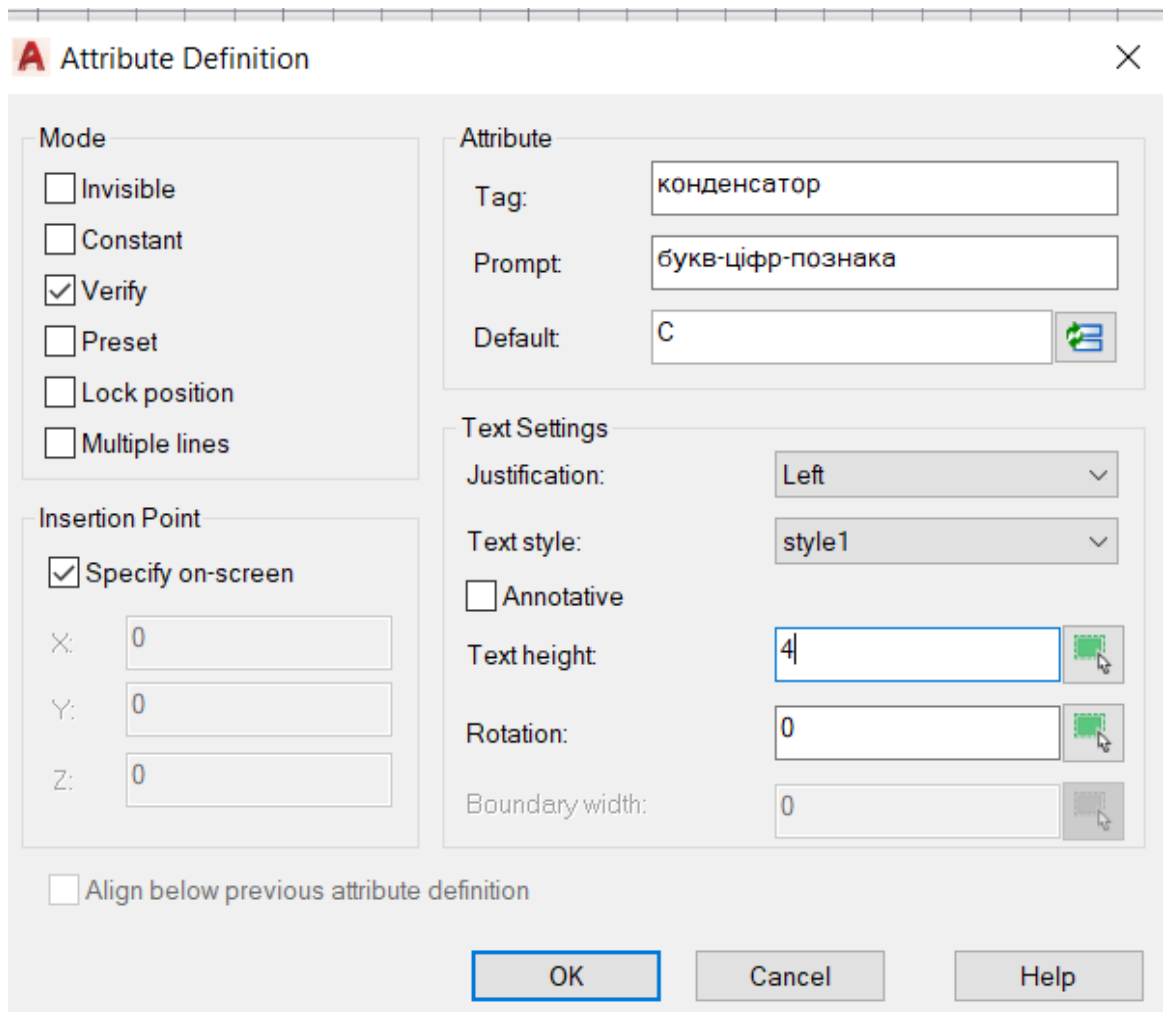 Attribute Definition
Mode
Invisible
Constant
Verify
Preset
Lock position
Multiple lines
Insertion Point
Specify on-screen
X: 0
Y: 0
Z: 0
Attribute
Tag: конденсатор
Prompt: букв-ціфр-познака
Default: C
Text Settings
Justification: Left
Text style: style1
Annotative
Text height: 4
Rotation: 0
Boundary width: 0
Align below previous attribute definition
OK Cancel Help